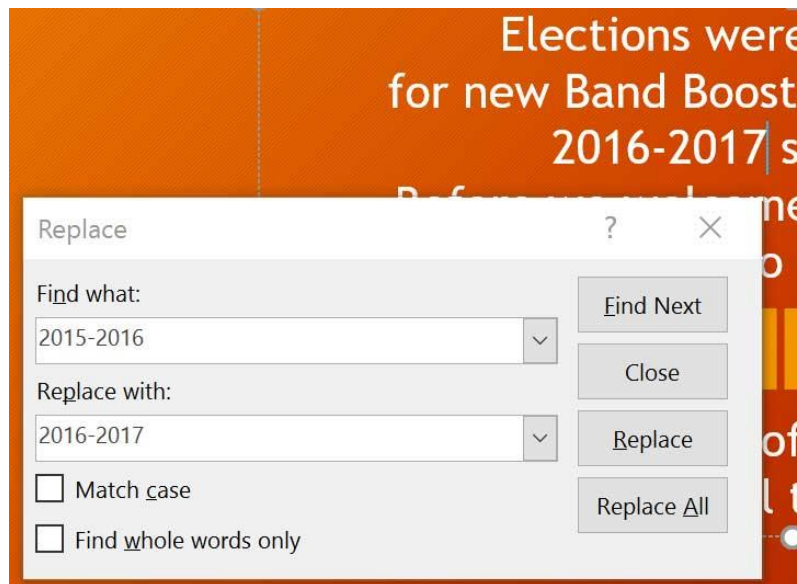 Elections were
for new Band Boost
2016-2017 s
Replace
?
Find what:
2015-2016
Replace with:
2016-2017
Match case
Find whole words only
Find Next
Close
Replace
Replace All